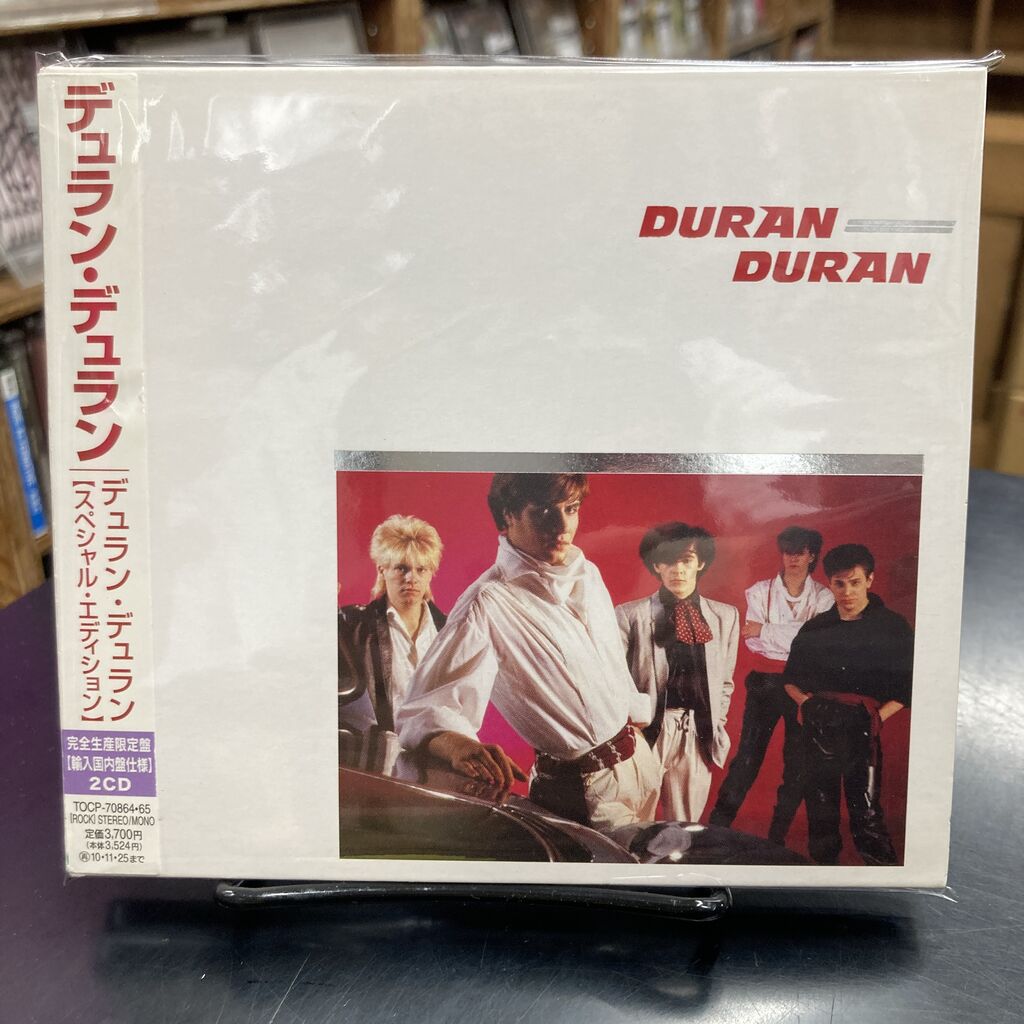 デュラン・デュラン
デュラン・デュラン
【スペシャル・エディション】
完全生産限定盤
【輸入国内盤仕様】
2CD
TOCP-70864・65
[ROCK] STEREO/MONO
定価3,700円
(本体3,524円)
Ⓡ10・11・25まで
DURAN
DURAN